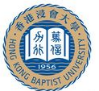 香港浸會大學
HONG KONG BAPTIST UNIVERSITY
1956